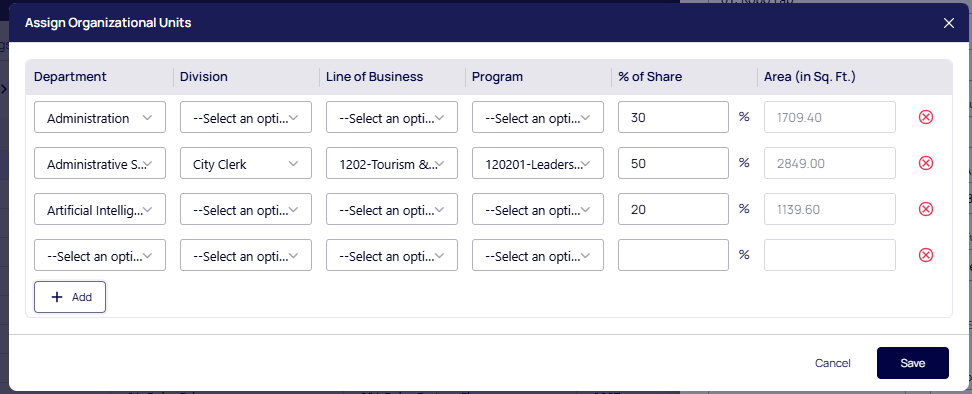 Assign Organizational Units
Department Division Line of Business Program % of Share Area (in Sq. Ft.)
Administration --Select an opti... --Select an opti... --Select an opti... 30 % 1709.40
Administrative S... City Clerk 1202-Tourism &... 120201-Leaders... 50 % 2849.00
Artificial Intellig... --Select an opti... --Select an opti... --Select an opti... 20 % 1139.60
--Select an opti... --Select an opti... --Select an opti... --Select an opti... %
+ Add
Cancel Save